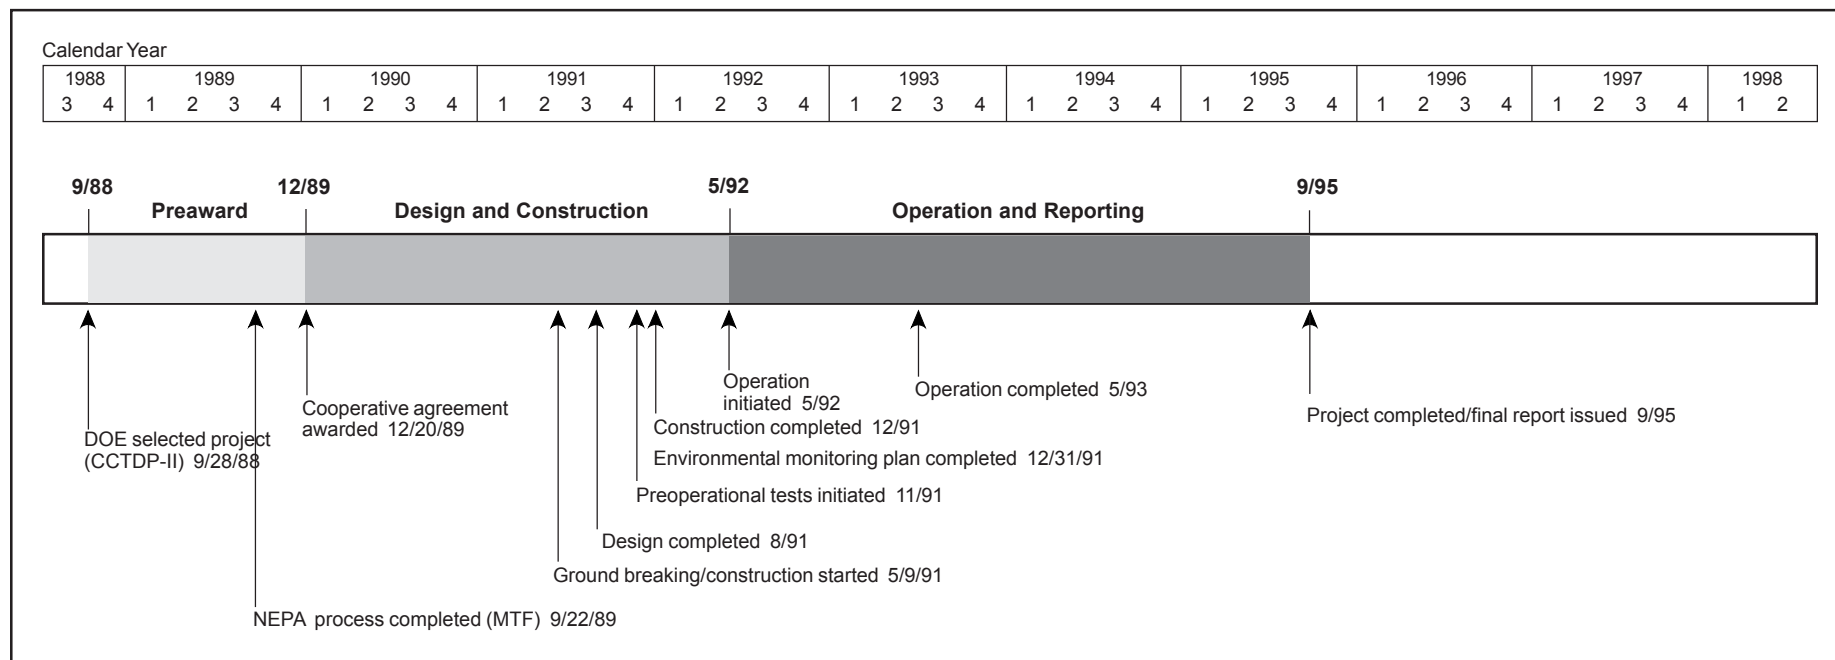 Calendar Year
1988 1989 1990 1991 1992 1993 1994 1995 1996 1997 1998
3 4 1 2 3 4 1 2 3 4 1 2 3 4 1 2 3 4 1 2 3 4 1 2 3 4 1 2 3 4 1 2 3 4 1 2 3 4 1 2
9/88 12/89 5/92 9/95
Preaward Design and Construction Operation and Reporting
DOE selected project
(CCTDP-II) 9/28/88
NEPA process completed (MTF) 9/22/89
Cooperative agreement
awarded 12/20/89
Ground breaking/construction started 5/9/91
Design completed 8/91
Preoperational tests initiated 11/91
Construction completed 12/91
Environmental monitoring plan completed 12/31/91
Operation
initiated 5/92
Operation completed 5/93
Project completed/final report issued 9/95